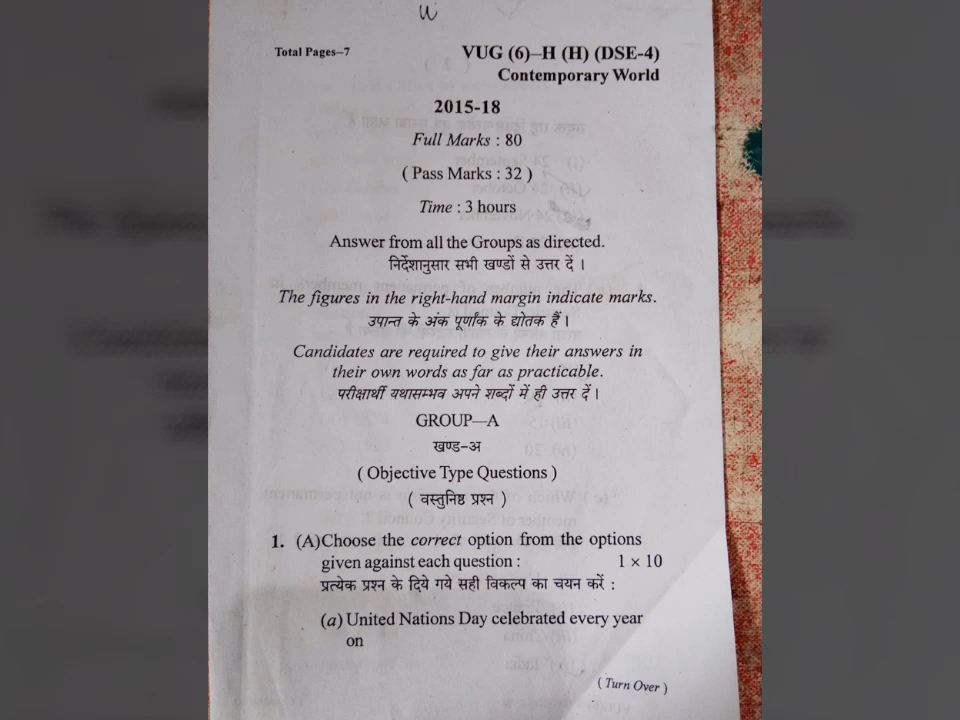 W
Total Pages–7
VUG (6)–H (H) (DSE-4)
Contemporary World
2015-18
Full Marks : 80
( Pass Marks : 32 )
Time : 3 hours
Answer from all the Groups as directed.
निर्देशानुसार सभी खण्डों से उत्तर दें ।
The figures in the right-hand margin indicate marks.
उपान्त के अंक पूर्णांक के द्योतक हैं ।
Candidates are required to give their answers in
their own words as far as practicable.
परीक्षार्थी यथासम्भव अपने शब्दों में ही उत्तर दें ।
GROUP—A
खण्ड-अ
( Objective Type Questions )
( वस्तुनिष्ठ प्रश्न )
1. (A)Choose the correct option from the options
given against each question : 1 × 10
प्रत्येक प्रश्न के दिये गये सही विकल्प का चयन करें :
(a) United Nations Day celebrated every year
on
( Turn Over )